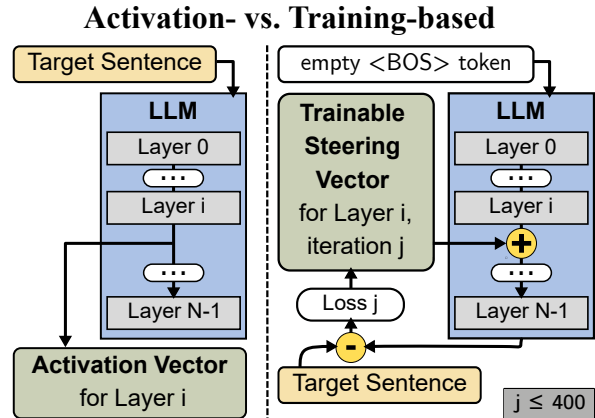 Activation- vs. Training-based
Target Sentence
LLM
Layer 0
...
Layer i
...
Layer N-1
Activation Vector
for Layer i
empty <BOS> token
Trainable
Steering
Vector
for Layer i,
iteration j
LLM
Layer 0
...
Layer i
+
...
Layer N-1
Loss j
-
Target Sentence
j ≤ 400